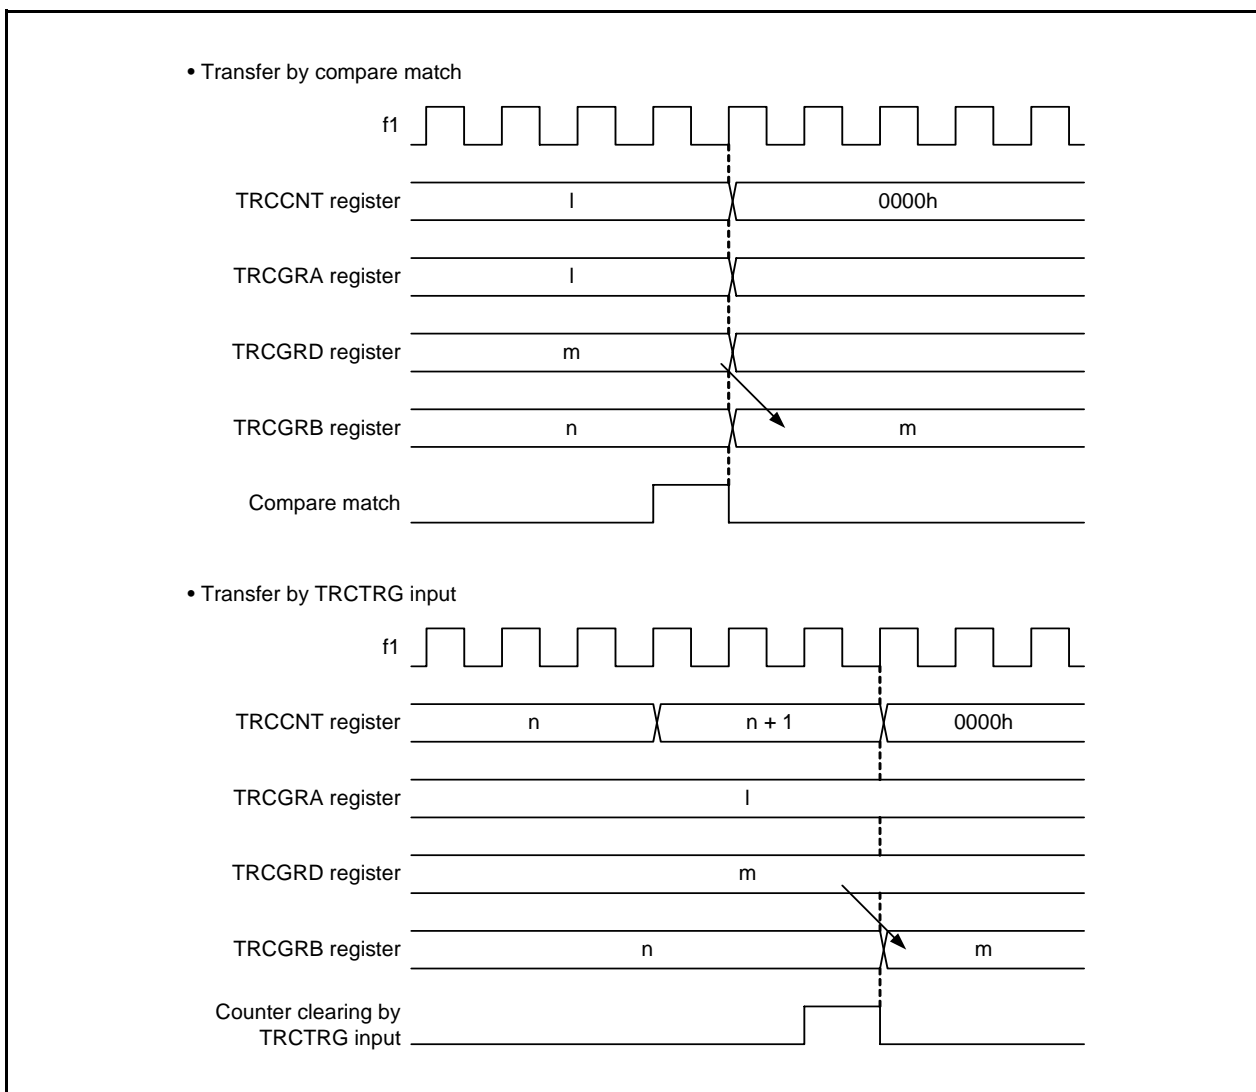 • Transfer by compare match
f1
TRCCNT register l 0000h
TRCGRA register l
TRCGRD register m
TRCGRB register n m
Compare match
• Transfer by TRCTRG input
f1
TRCCNT register n n + 1 0000h
TRCGRA register l
TRCGRD register m
TRCGRB register n m
Counter clearing by
TRCTRG input